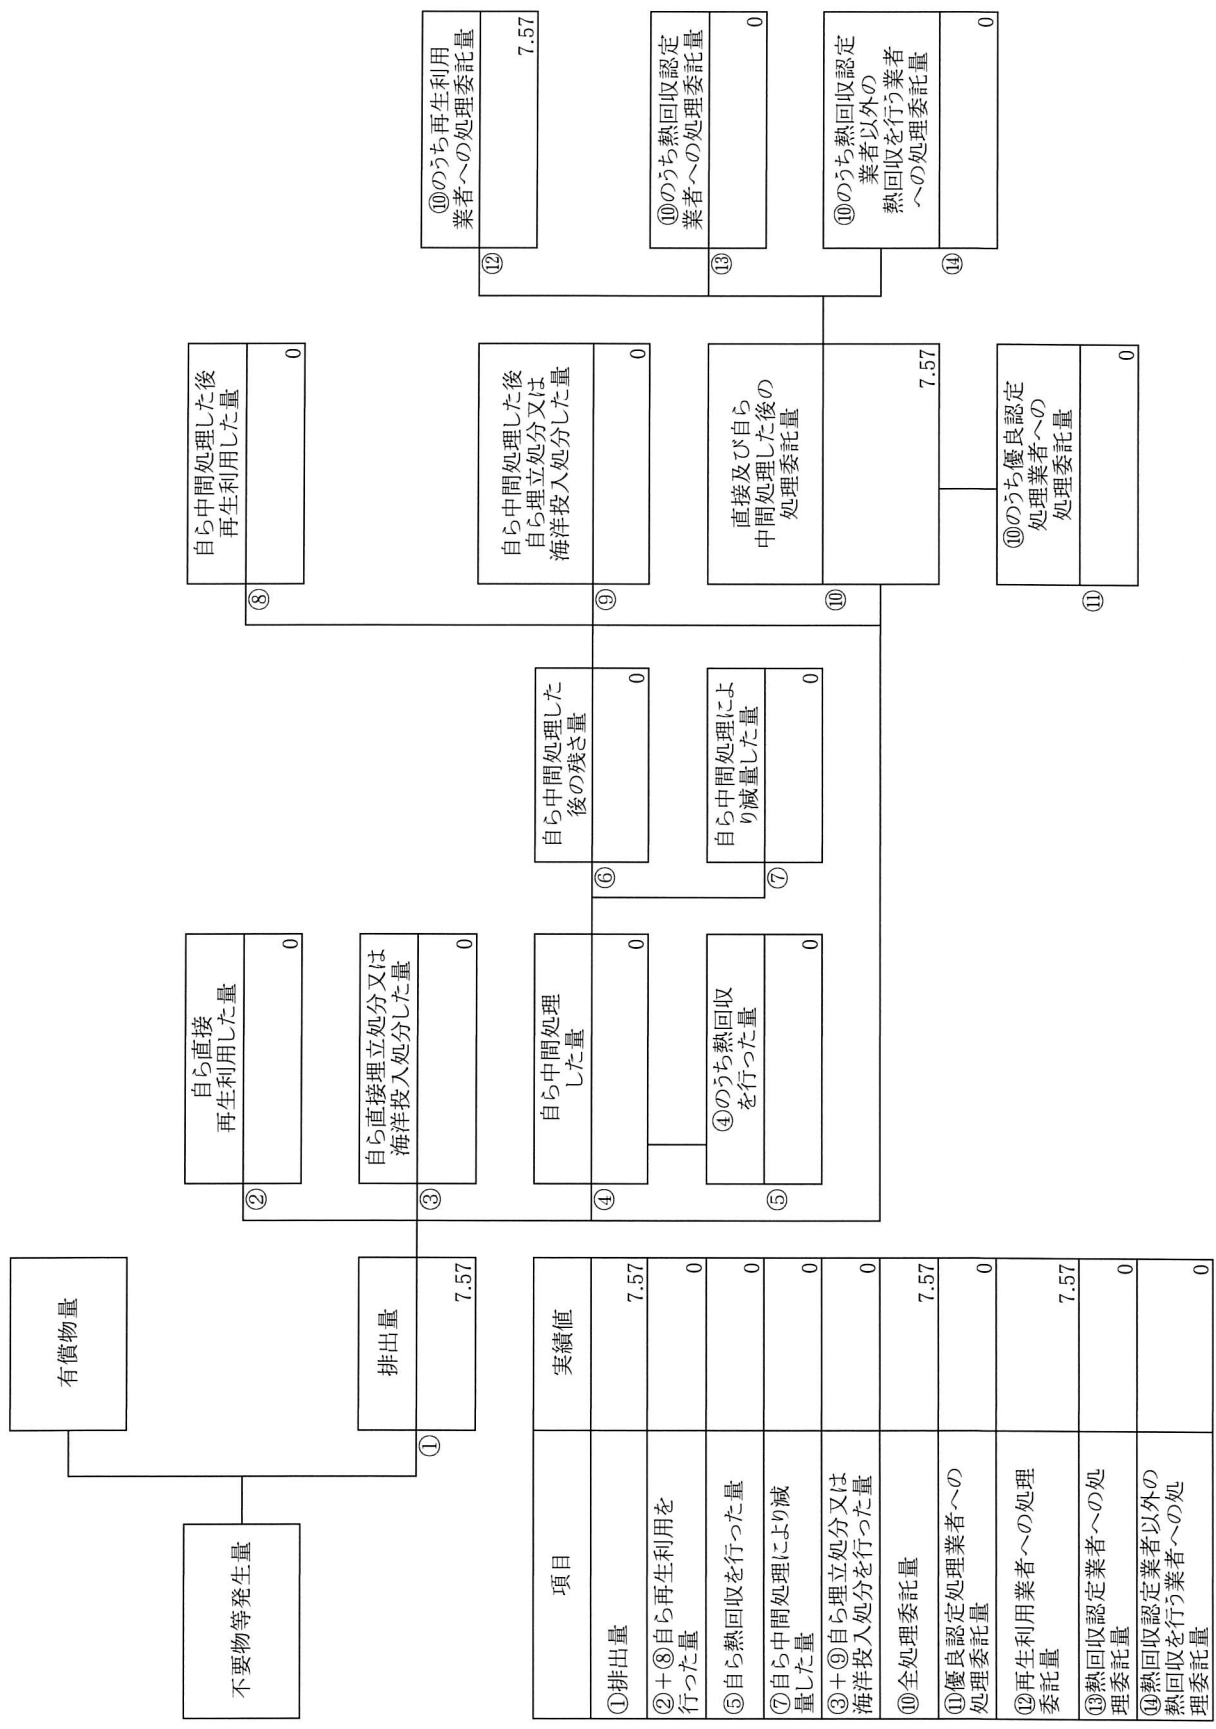 不要物等発生量
有償物量
①
排出量
7.57
②
自ら直接
再生利用した量
0
③
自ら直接埋立処分又は
海洋投入処分した量
0
④
自ら中間処理
した量
0
⑤
④のうち熱回収
を行った量
0
⑥
自ら中間処理した
後の残さ量
0
⑦
自ら中間処理によ
り減量した量
0
⑧
自ら中間処理した後
再生利用した量
0
⑨
自ら中間処理した後
自ら埋立処分又は
海洋投入処分した量
0
⑩
直接及び自ら
中間処理した後の
処理委託量
7.57
⑪
⑩のうち優良認定
処理業者への
処理委託量
0
⑫
⑩のうち再生利用
業者への処理委託量
7.57
⑬
⑩のうち熱回収認定
業者への処理委託量
0
⑭
⑩のうち熱回収認定
業者以外の
熱回収を行う業者
への処理委託量
0
項目 実績値
①排出量 7.57
②+⑧自ら再生利用を
行った量 0
⑤自ら熱回収を行った量 0
⑦自ら中間処理により減
量した量 0
③+⑨自ら埋立処分又は
海洋投入処分を行った量 0
⑩全処理委託量 7.57
⑪優良認定処理業者への
処理委託量 0
⑫再生利用業者への処理
委託量 7.57
⑬熱回収認定業者への処
理委託量 0
⑭熱回収認定業者以外の
熱回収を行う業者への処
理委託量 0